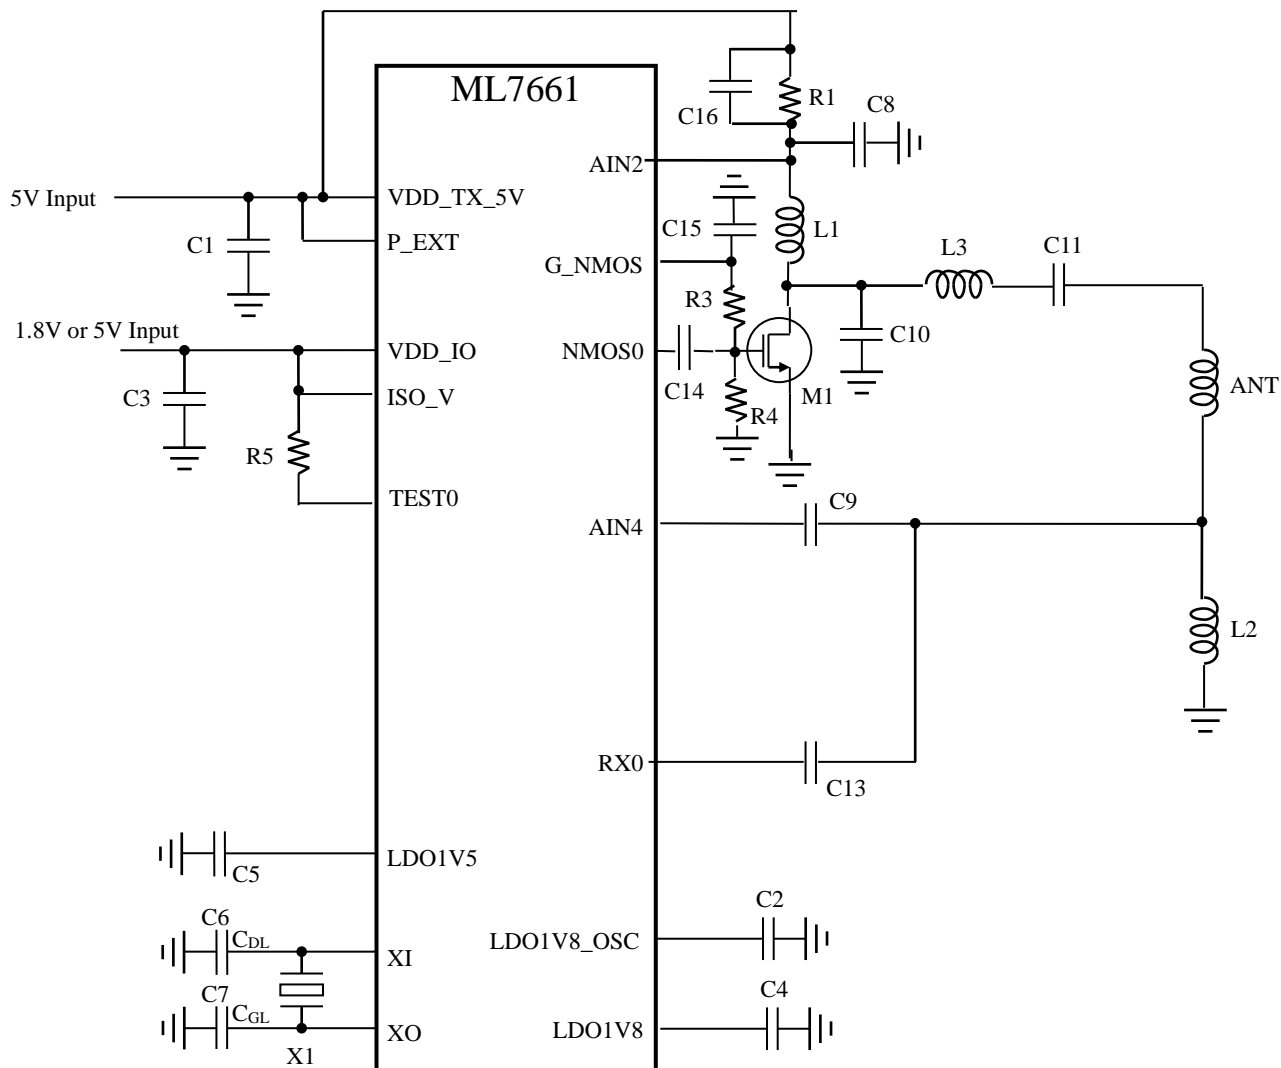 ML7661
R1
C8
C16
AIN2
5V Input
VDD_TX_5V
C15
L1
C1
P_EXT
G_NMOS
L3
C11
R3
1.8V or 5V Input
VDD_IO
NMOS0
C10
C3
ISO_V
C14
R4
M1
ANT
R5
TEST0
AIN4
C9
L2
RX0
C13
LDO1V5
C5
C2
C6
CDL
XI
LDO1V8_OSC
C7
CGL
XO
C4
LDO1V8
X1